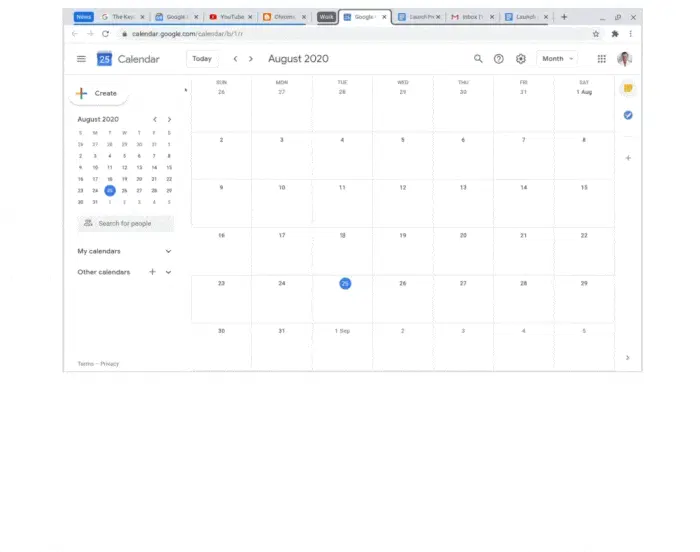 News G The Key Google YouTube Chrome Work Google Launch Pr Inbox Launch
calendar.google.com/calendar/b/1/r
25 Calendar Today August 2020 Month
Create
August 2020
S M T W T F S
26 27 28 29 30 31 1
2 3 4 5 6 7 8
9 10 11 12 13 14 15
16 17 18 19 20 21 22
23 24 25 26 27 28 29
30 31 1 2 3 4 5
Search for people
My calendars
Other calendars
Terms – Privacy
SUN MON TUE WED THU FRI SAT
26 27 28 29 30 31 1 Aug
2 3 4 5 6 7 8
9 10 11 12 13 14 15
16 17 18 19 20 21 22
23 24 25 26 27 28 29
30 31 1 Sep 2 3 4 5